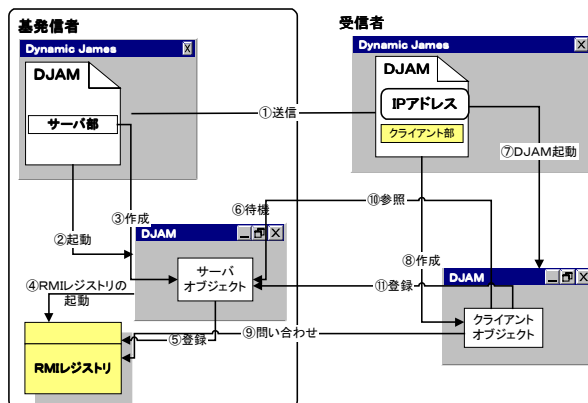 基発信者
受信者
Dynamic James
Dynamic James
DJAM
DJAM
サーバ部
IPアドレス
クライアント部
①送信
⑦DJAM起動
③作成
⑥待機
⑩参照
②起動
DJAM
⑧作成
サーバ
オブジェクト
④RMIレジストリの
起動
⑪登録
DJAM
クライアント
オブジェクト
⑤登録
⑨問い合わせ
RMIレジストリ